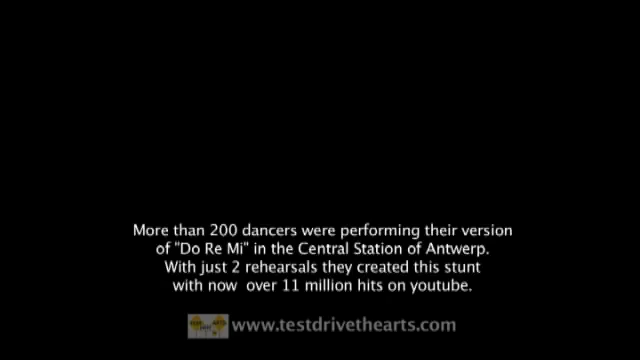 More than 200 dancers were performing their version
of "Do Re Mi" in the Central Station of Antwerp.
With just 2 rehearsals they created this stunt
with now over 11 million hits on youtube.
www.testdrivethearts.com